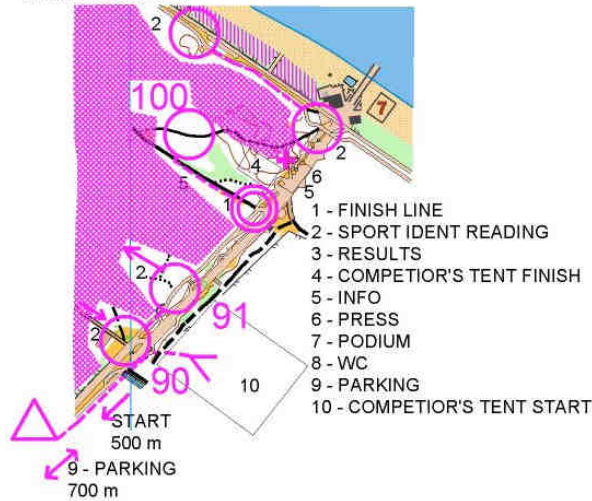 2
100
7
2
4
6
5
5
1
1 - FINISH LINE
2 - SPORT IDENT READING
3 - RESULTS
4 - COMPETIOR'S TENT FINISH
5 - INFO
6 - PRESS
7 - PODIUM
8 - WC
9 - PARKING
10 - COMPETIOR'S TENT START
2
91
2
90
10
START
500 m
9 - PARKING
700 m